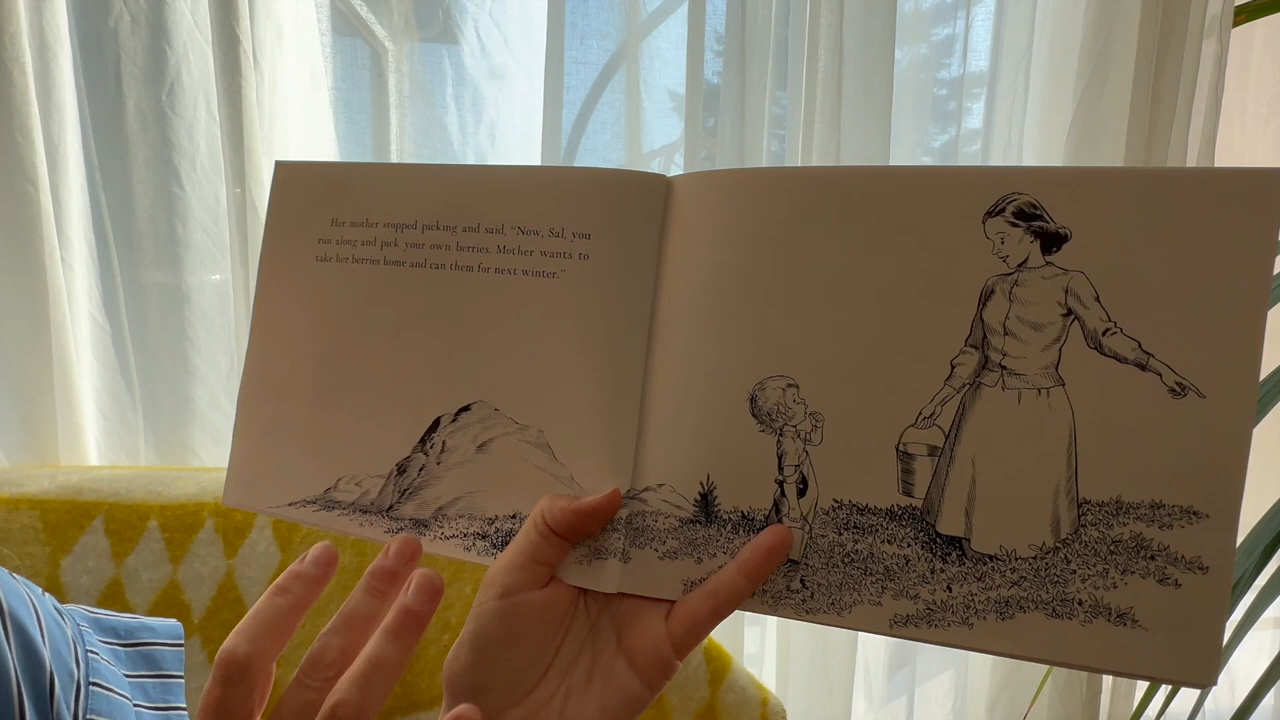 Her mother stopped picking and said, “Now, Sal, you
run along and pick your own berries. Mother wants to
take her berries home and can them for next winter.”